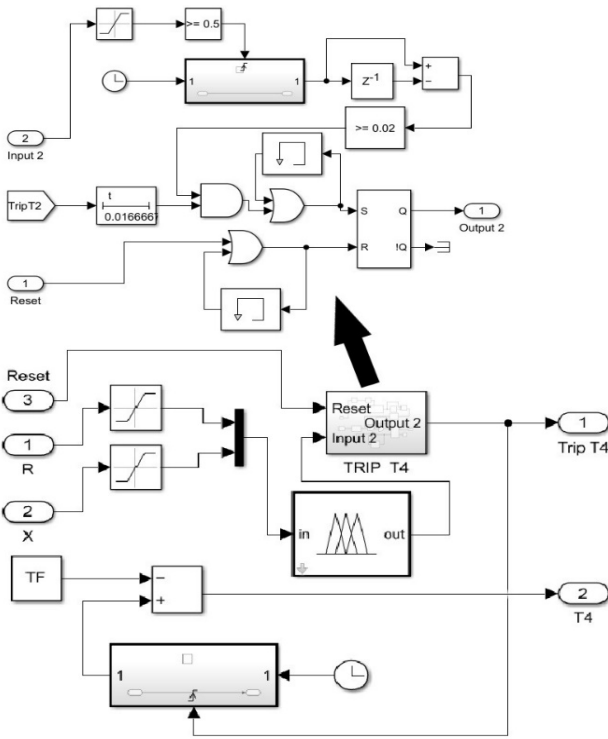 >= 0.5
1 1
+
Z⁻¹
−
2
Input 2
>= 0.02
TripT2
t
0.0166667
S Q
1
Output 2
R !Q
1
Reset
Reset
3
1
R
2
X
Reset
Output 2
Input 2
TRIP T4
1
Trip T4
in out
TF
−
+
2
T4
1 1